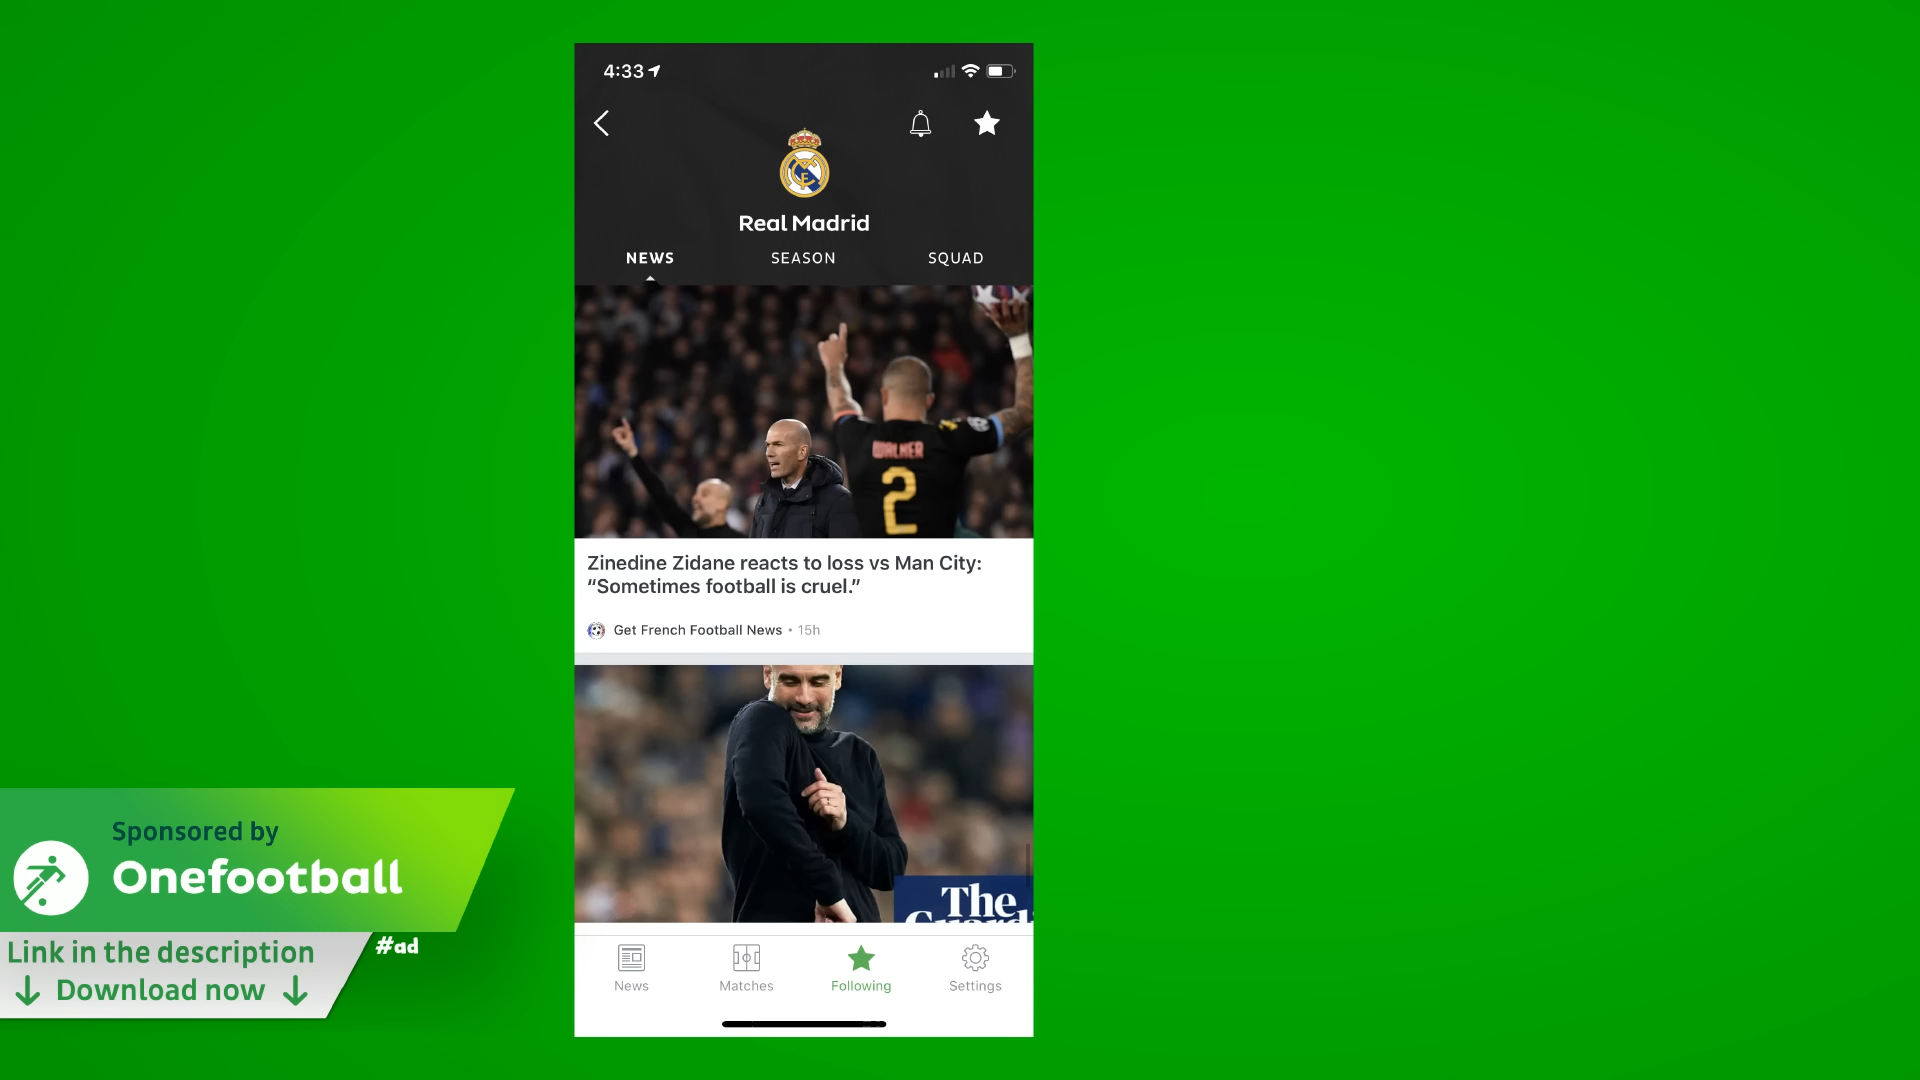 4:33
Real Madrid
NEWS SEASON SQUAD
WALKER
2
Zinedine Zidane reacts to loss vs Man City:
“Sometimes football is cruel.”
Get French Football News • 15h
The
News Matches Following Settings
Sponsored by
Onefootball
Link in the description
#ad
↓ Download now ↓